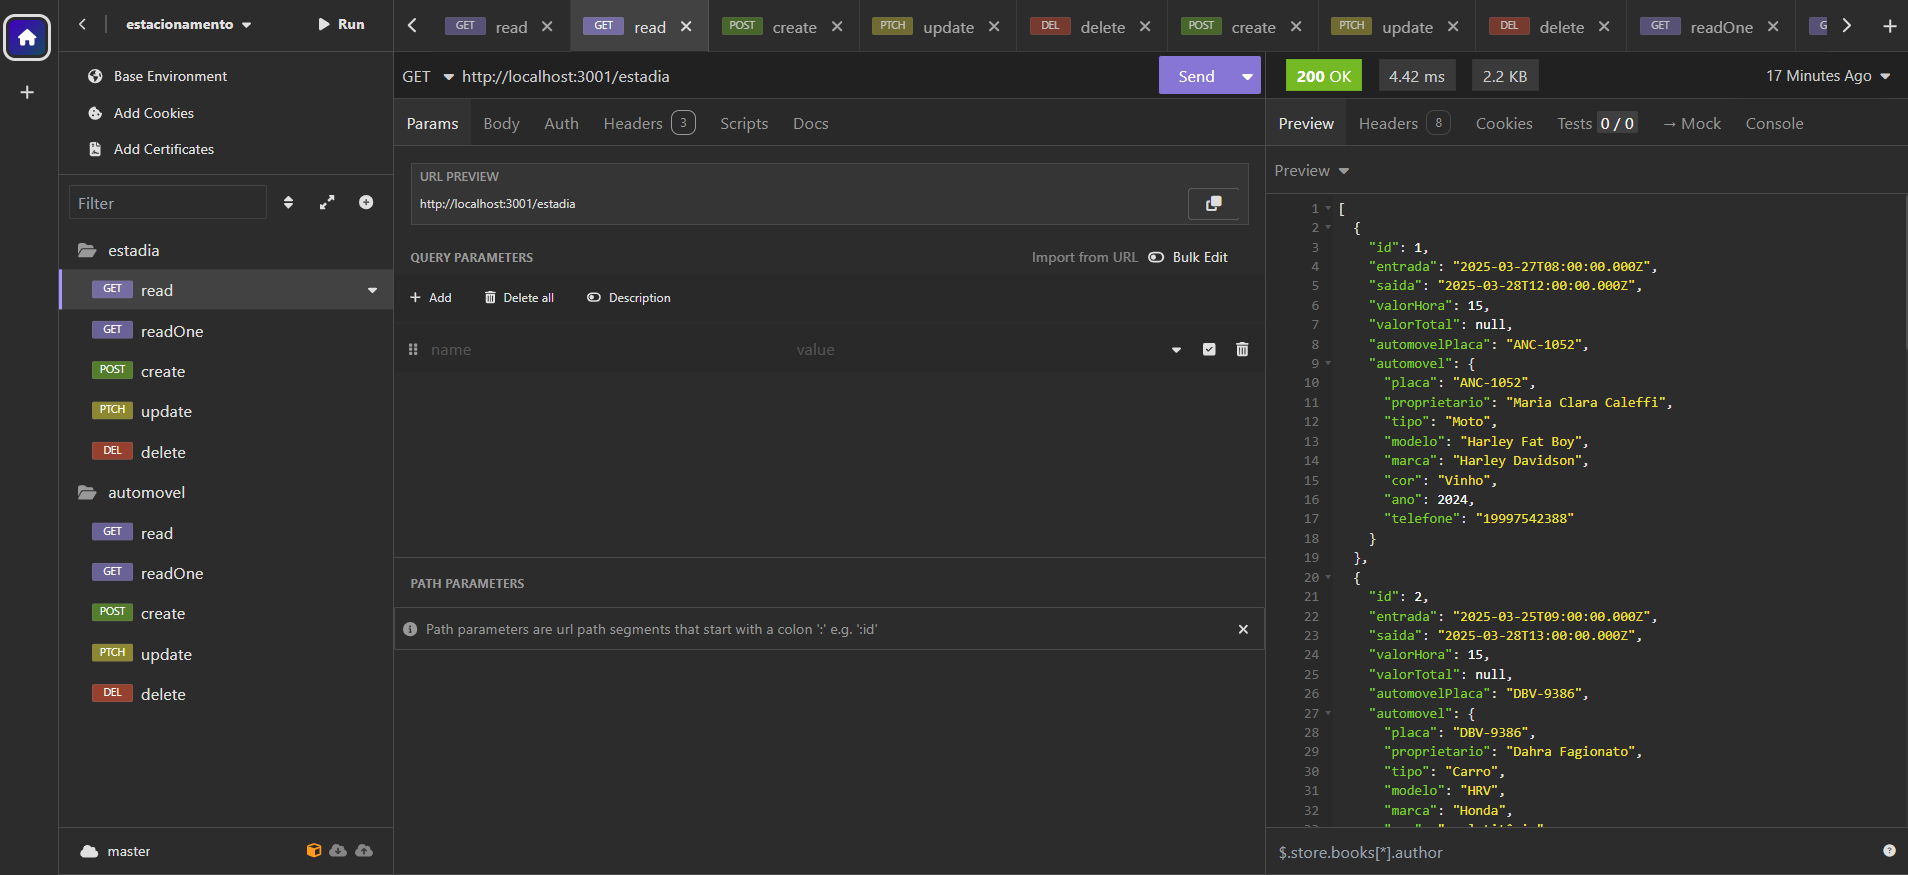 estacionamento
Run
Base Environment
Add Cookies
Add Certificates
Filter
estadia
GET read
GET readOne
POST create
PTCH update
DEL delete
automovel
GET read
GET readOne
POST create
PTCH update
DEL delete
master
GET read
GET read
POST create
PTCH update
DEL delete
POST create
PTCH update
DEL delete
GET readOne
GET http://localhost:3001/estadia
Send
Params Body Auth Headers 3 Scripts Docs
URL PREVIEW
http://localhost:3001/estadia
QUERY PARAMETERS
Import from URL Bulk Edit
Add Delete all Description
name value
PATH PARAMETERS
Path parameters are url path segments that start with a colon ':' e.g. ':id'
200 OK 4.42 ms 2.2 KB 17 Minutes Ago
Preview Headers 8 Cookies Tests 0 / 0 → Mock Console
Preview
1 [
2 {
3 "id": 1,
4 "entrada": "2025-03-27T08:00:00.000Z",
5 "saida": "2025-03-28T12:00:00.000Z",
6 "valorHora": 15,
7 "valorTotal": null,
8 "automovelPlaca": "ANC-1052",
9 "automovel": {
10 "placa": "ANC-1052",
11 "proprietario": "Maria Clara Caleffi",
12 "tipo": "Moto",
13 "modelo": "Harley Fat Boy",
14 "marca": "Harley Davidson",
15 "cor": "Vinho",
16 "ano": 2024,
17 "telefone": "19997542388"
18 }
19 },
20 {
21 "id": 2,
22 "entrada": "2025-03-25T09:00:00.000Z",
23 "saida": "2025-03-28T13:00:00.000Z",
24 "valorHora": 15,
25 "valorTotal": null,
26 "automovelPlaca": "DBV-9386",
27 "automovel": {
28 "placa": "DBV-9386",
29 "proprietario": "Dahra Fagionato",
30 "tipo": "Carro",
31 "modelo": "HRV",
32 "marca": "Honda",
$.store.books[*].author